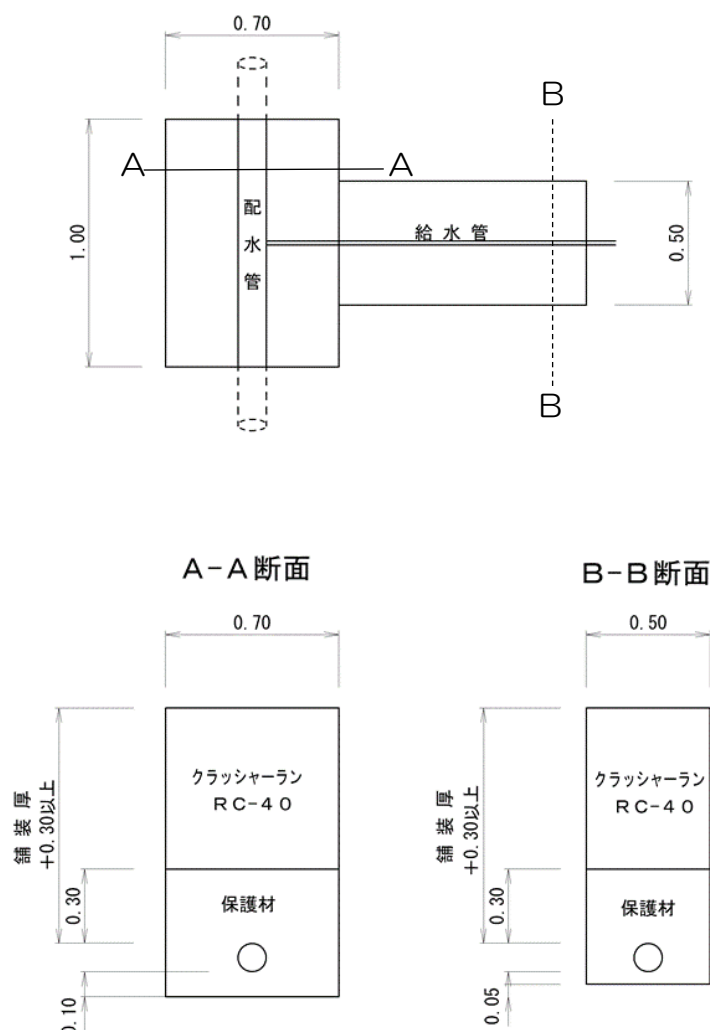 0.70
B
A
A
配水管
給水管
1.00
0.50
B
A-A断面
B-B断面
0.70
0.50
クラッシャーラン
RC-40
クラッシャーラン
RC-40
舗装厚
+0.30以上
舗装厚
+0.30以上
0.30
保護材
0.30
保護材
0.10
0.05